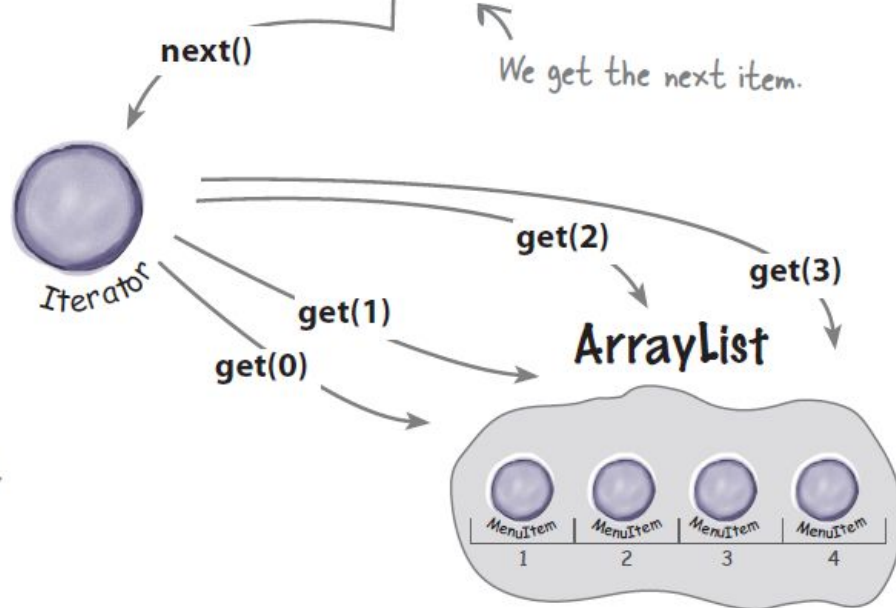 next()
We get the next item.
Iterator
get(2)
get(3)
get(1)
ArrayList
get(0)
MenuItem
MenuItem
MenuItem
MenuItem
1
2
3
4